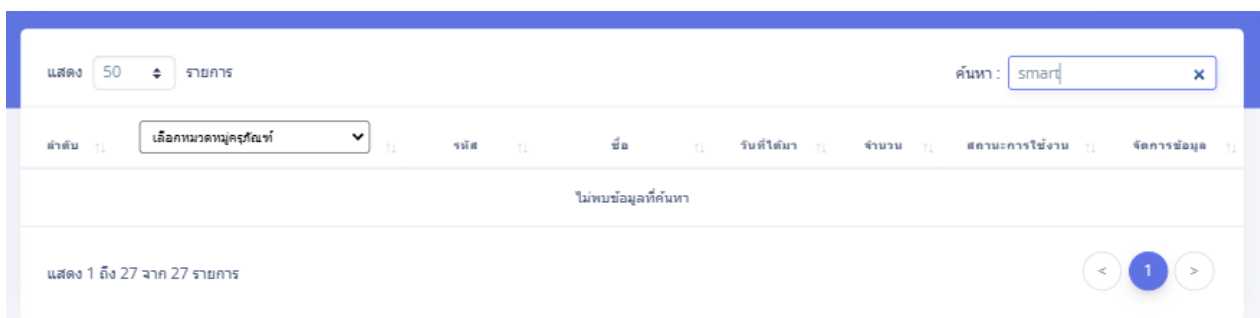 แสดง 50 รายการ ค้นหา : smart
ลำดับ เลือกหมวดหมู่ครุภัณฑ์ รหัส ชื่อ วันที่ได้มา จำนวน สถานะการใช้งาน จัดการข้อมูล
ไม่พบข้อมูลที่ค้นหา
แสดง 1 ถึง 27 จาก 27 รายการ < 1 >